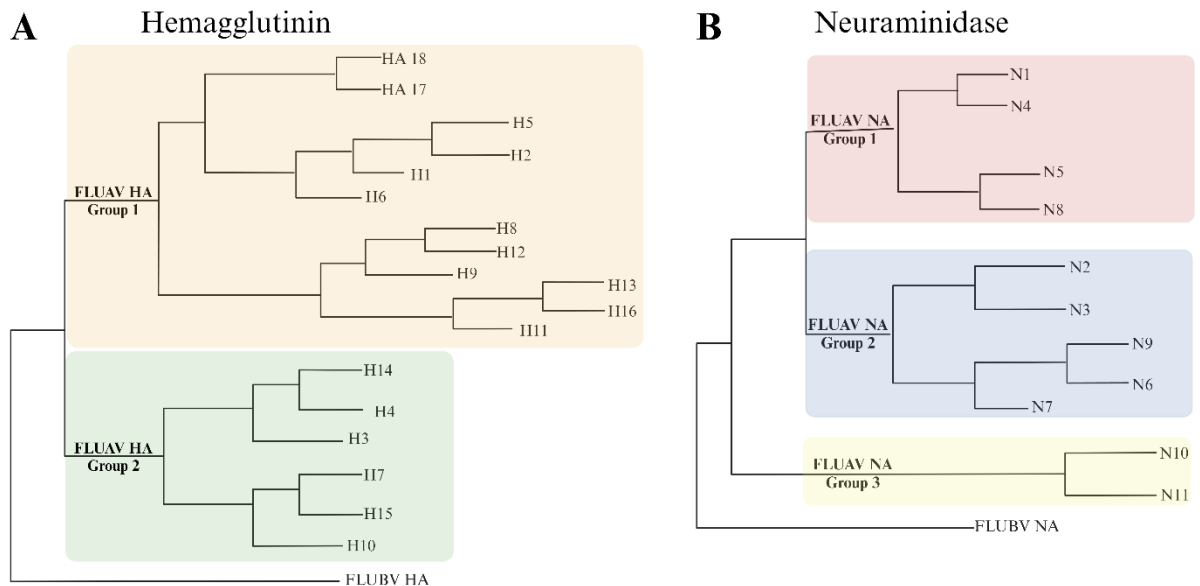 A
Hemagglutinin
HA 18
HA 17
H5
H2
H1
H6
FLUAV HA
Group 1
H8
H12
H9
H13
H16
H11
H14
H4
H3
FLUAV HA
Group 2
H7
H15
H10
FLUBV HA
B
Neuraminidase
N1
N4
FLUAV NA
Group 1
N5
N8
N2
N3
FLUAV NA
Group 2
N9
N6
N7
N10
FLUAV NA
Group 3
N11
FLUBV NA